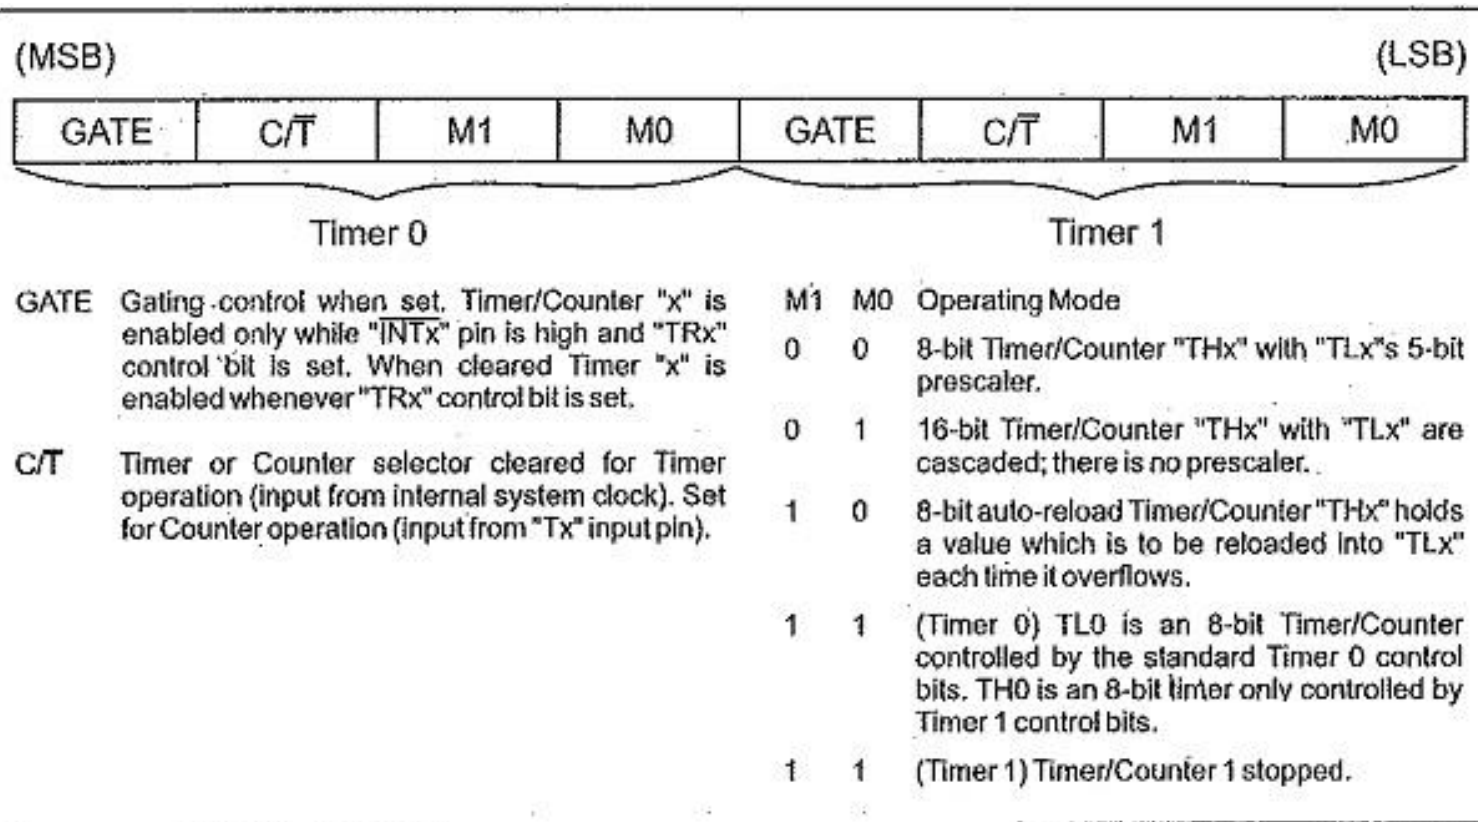 (MSB) (LSB)
GATE C/T̅ M1 M0 GATE C/T̅ M1 M0
Timer 0 Timer 1
GATE Gating control when set. Timer/Counter "x" is
enabled only while "I̅N̅T̅x̅" pin is high and "TRx"
control bit is set. When cleared Timer "x" is
enabled whenever "TRx" control bit is set.
C/T̅ Timer or Counter selector cleared for Timer
operation (input from internal system clock). Set
for Counter operation (input from "Tx" input pin).
M1 M0 Operating Mode
0 0 8-bit Timer/Counter "THx" with "TLx"s 5-bit
prescaler.
0 1 16-bit Timer/Counter "THx" with "TLx" are
cascaded; there is no prescaler.
1 0 8-bit auto-reload Timer/Counter "THx" holds
a value which is to be reloaded into "TLx"
each time it overflows.
1 1 (Timer 0) TL0 is an 8-bit Timer/Counter
controlled by the standard Timer 0 control
bits. TH0 is an 8-bit timer only controlled by
Timer 1 control bits.
1 1 (Timer 1) Timer/Counter 1 stopped.